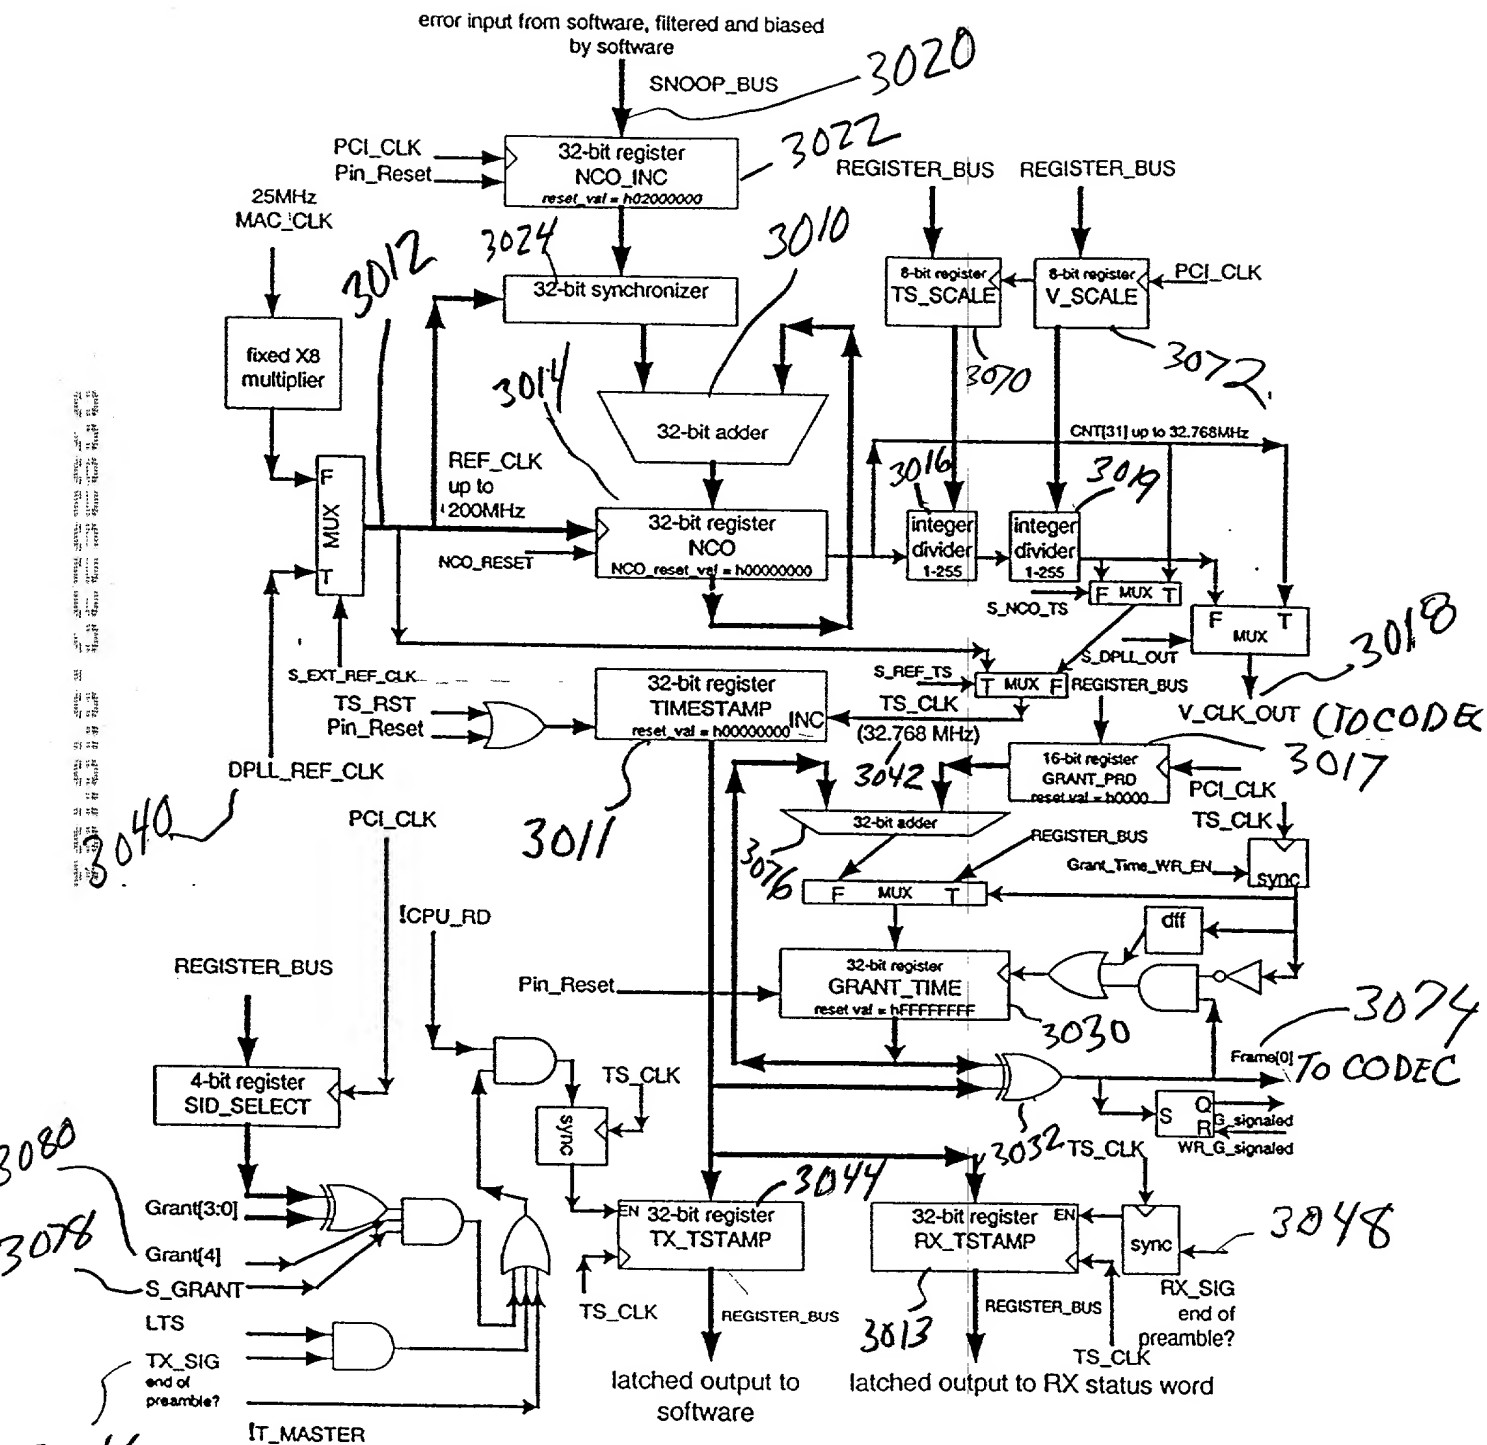 error input from software, filtered and biased
by software
SNOOP_BUS
3020
PCI_CLK
Pin_Reset
32-bit register
NCO_INC
reset_val = h02000000
3022
REGISTER_BUS
REGISTER_BUS
25MHz
MAC_CLK
3012
3024
32-bit synchronizer
3010
8-bit register
TS_SCALE
8-bit register
V_SCALE
PCI_CLK
3070
3072
fixed X8
multiplier
3014
32-bit adder
CNT[31] up to 32.768MHz
F
MUX
T
REF_CLK
up to
200MHz
3016
3019
32-bit register
NCO
NCO_reset_val = h00000000
NCO_RESET
integer
divider
1-255
integer
divider
1-255
S_NCO_TS
F MUX T
F T
MUX
3018
S_DPLL_OUT
S_EXT_REF_CLK
S_REF_TS
T MUX F
REGISTER_BUS
V_CLK_OUT (TO CODEC
TS_RST
Pin_Reset
32-bit register
TIMESTAMP
INC
reset_val = h00000000
TS_CLK
(32.768 MHz)
3042
3011
16-bit register
GRANT_PRD
reset val = h0000
3017
PCI_CLK
DPLL_REF_CLK
3040
PCI_CLK
32-bit adder
3076
REGISTER_BUS
TS_CLK
Grant_Time_WR_EN
sync
F MUX T
!CPU_RD
dff
REGISTER_BUS
Pin_Reset
32-bit register
GRANT_TIME
reset val = hFFFFFFFF
3030
3074
Frame[0]
TO CODEC
4-bit register
SID_SELECT
TS_CLK
sync
S Q
R
G_signaled
WR_G_signaled
3032
TS_CLK
3080
3044
Grant[3:0]
Grant[4]
3078
S_GRANT
EN
32-bit register
TX_TSTAMP
32-bit register
RX_TSTAMP
EN
sync
3048
TS_CLK
REGISTER_BUS
3013
REGISTER_BUS
RX_SIG
end of
preamble?
TS_CLK
LTS
TX_SIG
end of
preamble?
!T_MASTER
latched output to
software
latched output to RX status word